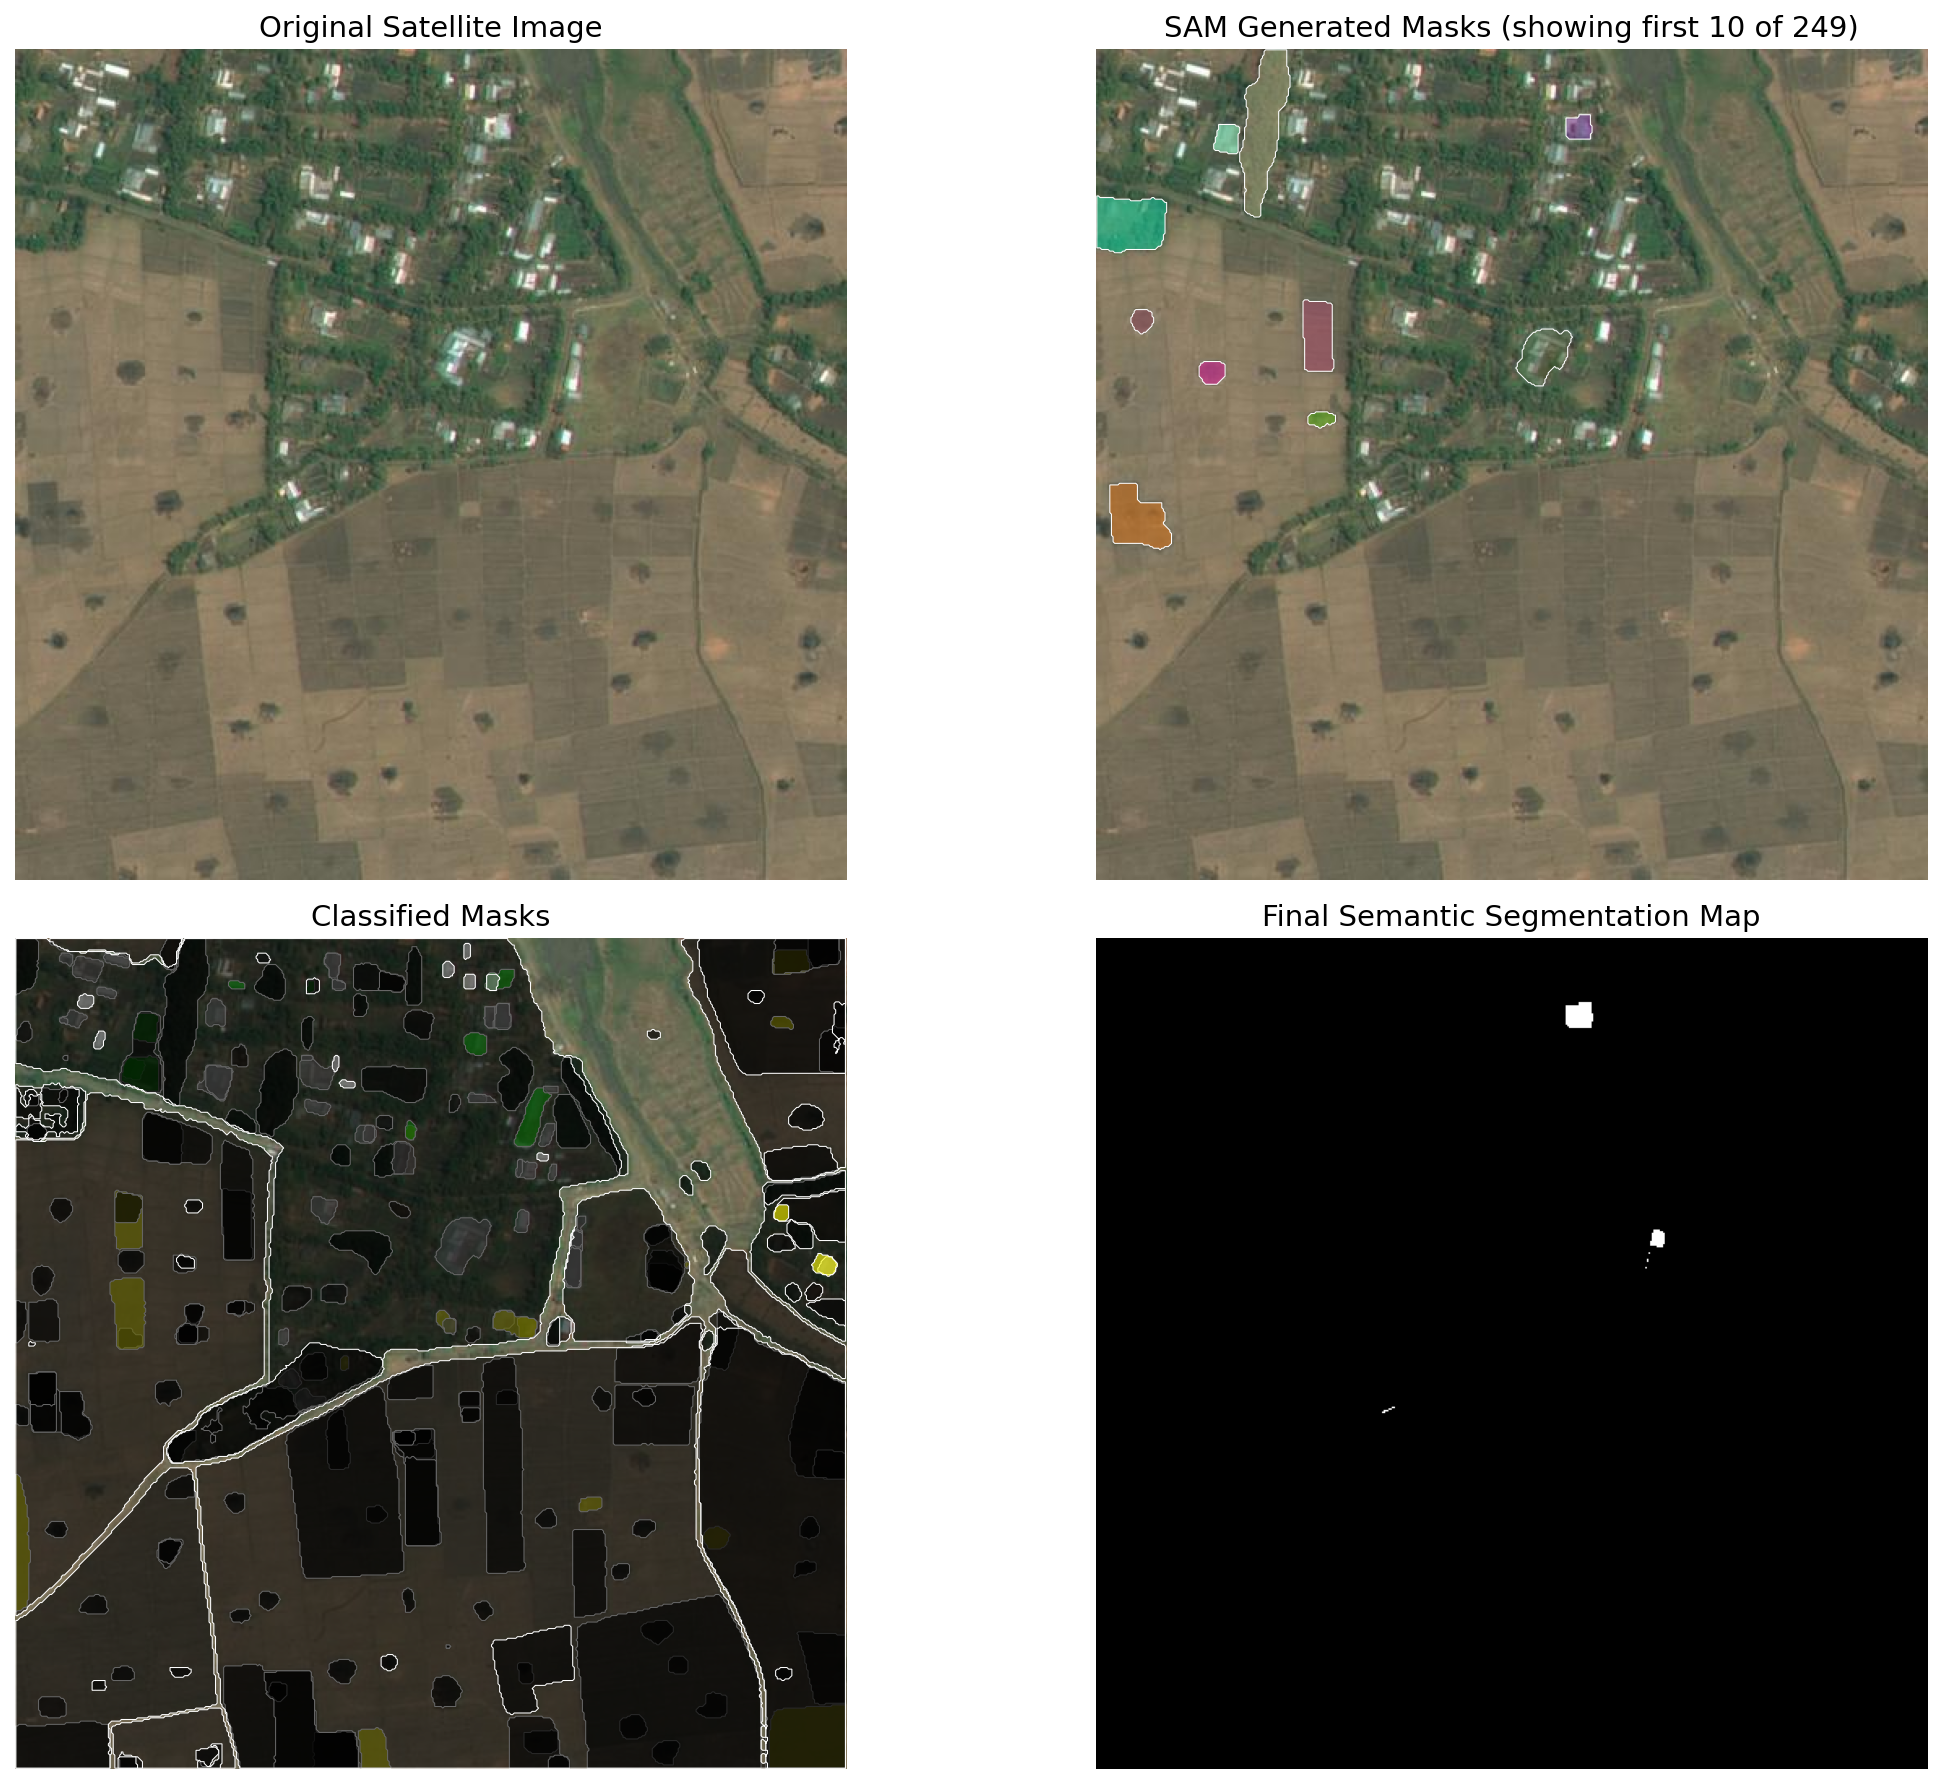 Original Satellite Image
SAM Generated Masks (showing first 10 of 249)
Classified Masks
Final Semantic Segmentation Map